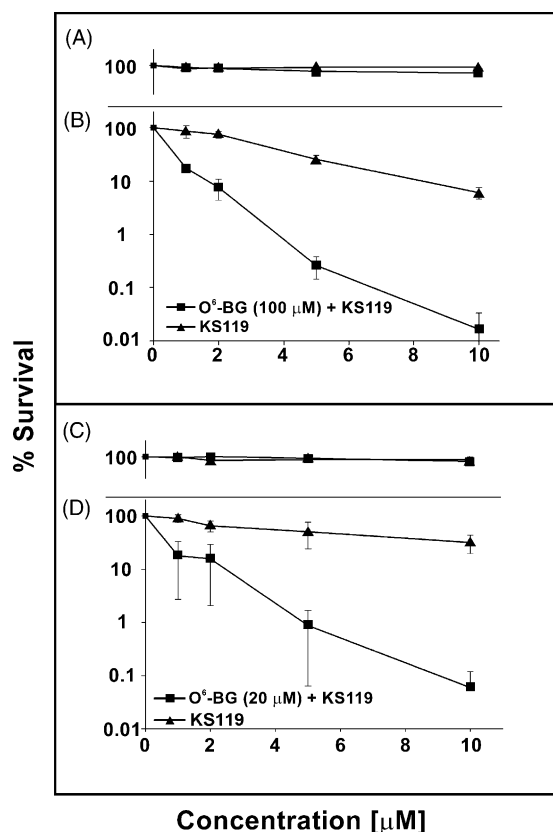 (A)
100
(B)
100
10
1
0.1
0.01
O⁶-BG (100 μM) + KS119
KS119
0 2 4 6 8 10
% Survival
(C)
100
(D)
100
10
1
0.1
0.01
O⁶-BG (20 μM) + KS119
KS119
0 2 4 6 8 10
Concentration [μM]